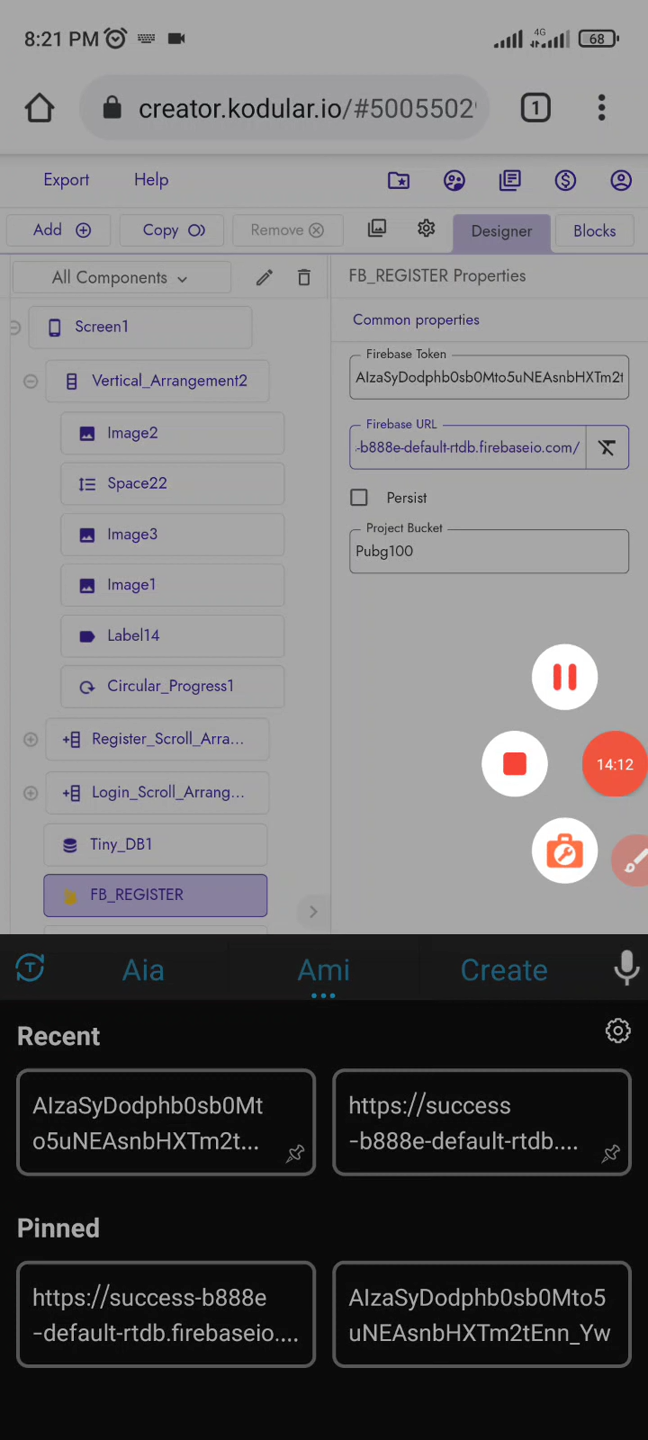 8:21 PM
4G
68
creator.kodular.io/#5005502
1
Export
Help
Add
Copy
Remove
Designer
Blocks
All Components
FB_REGISTER Properties
Screen1
Common properties
Firebase Token
AIzaSyDodphb0sb0Mto5uNEAsnbHXTm2t
Vertical_Arrangement2
Image2
Firebase URL
-b888e-default-rtdb.firebaseio.com/
Space22
Persist
Image3
Project Bucket
Pubg100
Image1
Label14
Circular_Progress1
Register_Scroll_Arra...
Login_Scroll_Arrang...
14:12
Tiny_DB1
FB_REGISTER
Aia
Ami
Create
Recent
AIzaSyDodphb0sb0Mt
o5uNEAsnbHXTm2t...
https://success
-b888e-default-rtdb....
Pinned
https://success-b888e
-default-rtdb.firebaseio....
AIzaSyDodphb0sb0Mto5
uNEAsnbHXTm2tEnn_Yw